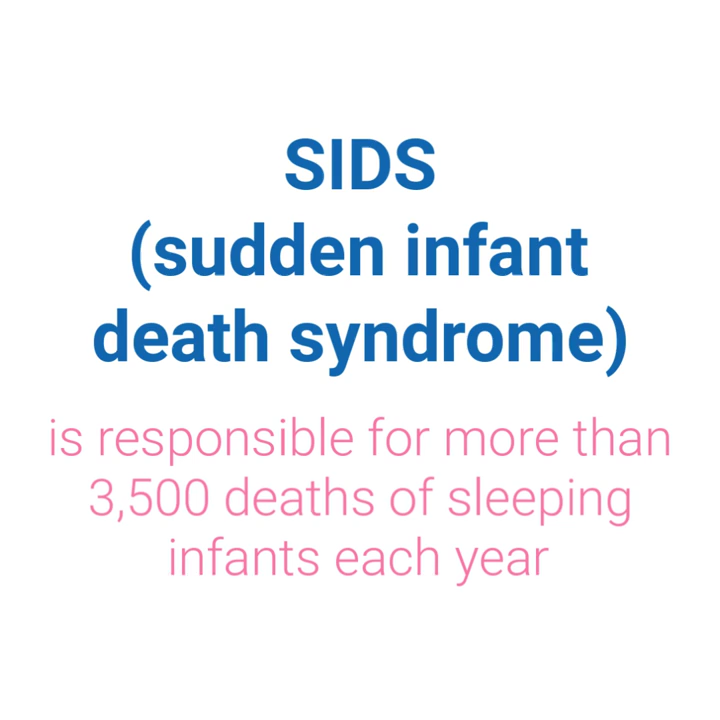 SIDS
(sudden infant
death syndrome)
is responsible for more than
3,500 deaths of sleeping
infants each year